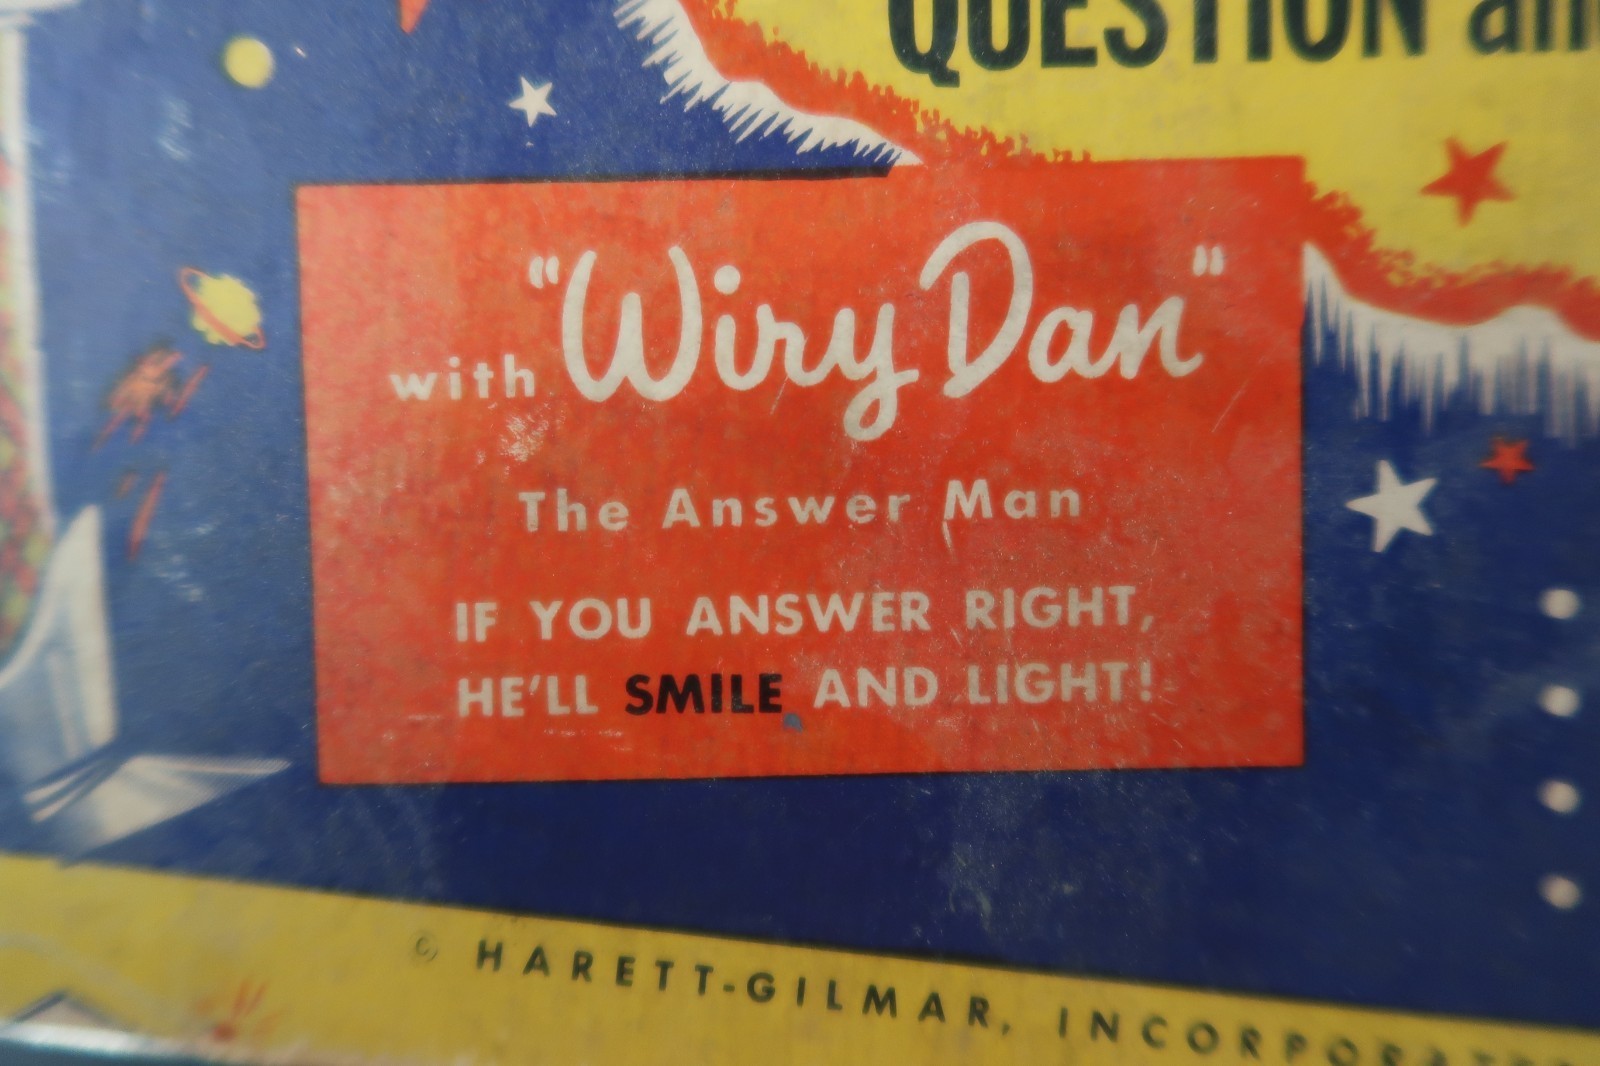 QUESTION an
with "Wiry Dan"
The Answer Man
IF YOU ANSWER RIGHT,
HE'LL SMILE AND LIGHT!
© HARETT-GILMAR, INCORPORATED